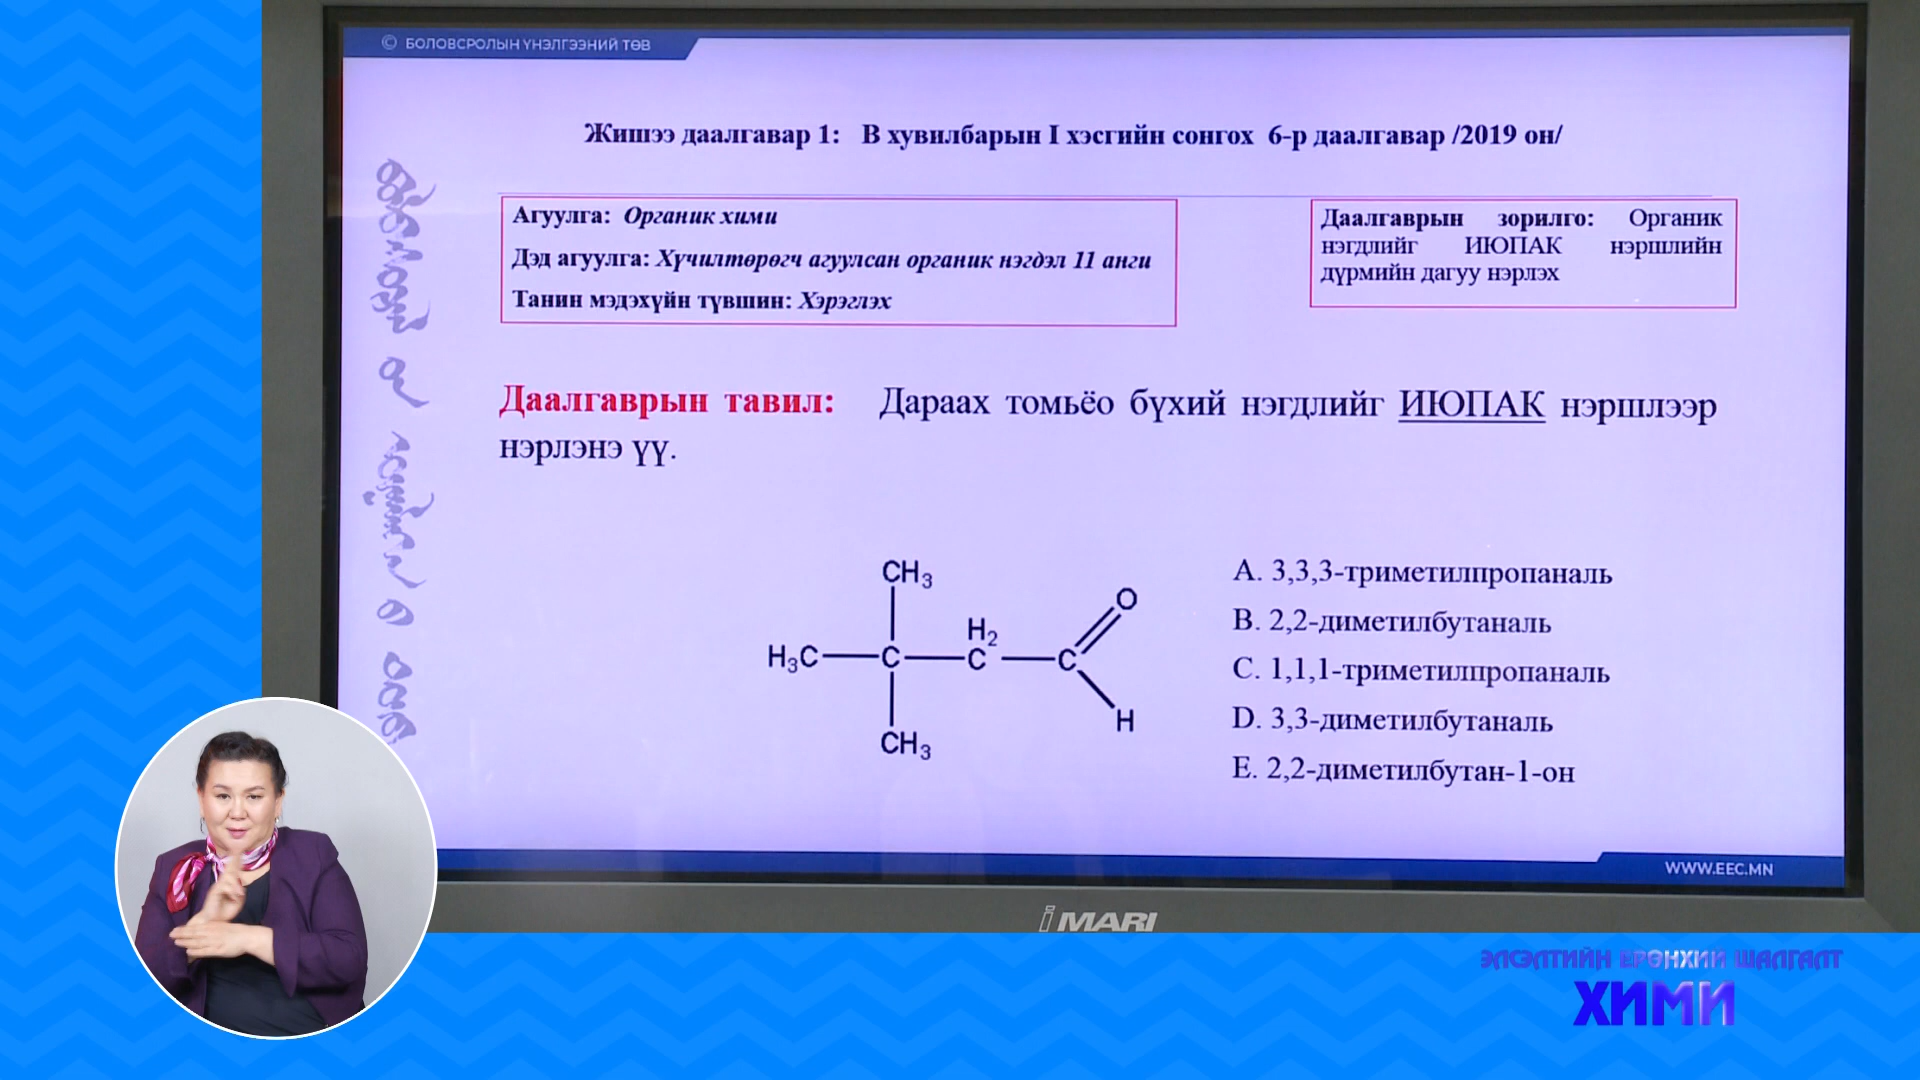 © БОЛОВСРОЛЫН ҮНЭЛГЭЭНИЙ ТӨВ
Жишээ даалгавар 1: В хувилбарын I хэсгийн сонгох 6-р даалгавар /2019 он/
Агуулга: Органик хими
Дэд агуулга: Хүчилтөрөгч агуулсан органик нэгдэл 11 анги
Танин мэдэхүйн түвшин: Хэрэглэх
Даалгаврын зорилго: Органик
нэгдлийг ИЮПАК нэршлийн
дүрмийн дагуу нэрлэх
Даалгаврын тавил: Дараах томьёо бүхий нэгдлийг ИЮПАК нэршлээр
нэрлэнэ үү.
CH3
O
H2
H3C C C C
H
CH3
A. 3,3,3-триметилпропаналь
B. 2,2-диметилбутаналь
C. 1,1,1-триметилпропаналь
D. 3,3-диметилбутаналь
E. 2,2-диметилбутан-1-он
WWW.EEC.MN
iMARI
ЭЛСЭЛТИЙН ЕРӨНХИЙ ШАЛГАЛТ
ХИМИ